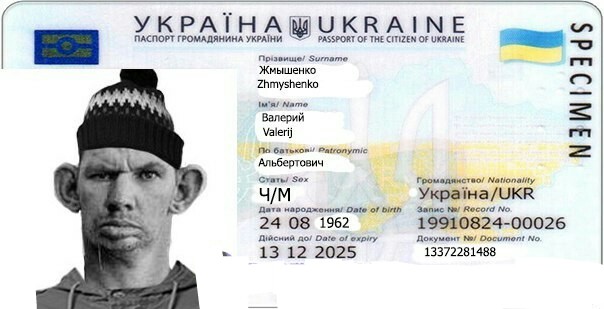 УКРАЇНА UKRAINE
ПАСПОРТ ГРОМАДЯНИНА УКРАЇНИ PASSPORT OF THE CITIZEN OF UKRAINE
SPECIMEN
Прізвище/ Surname
Жмышенко
Zhmyshenko
Ім'я/ Name
Валерий
Valerij
По батькові/ Patronymic
Альбертович
Стать/ Sex Громадянство/ Nationality
Ч/М Україна/UKR
Дата народження/ Date of birth Запис №/ Record No.
24 08 1962 19910824-00026
Дійсний до/ Date of expiry Документ №/ Document No.
13 12 2025 13372281488